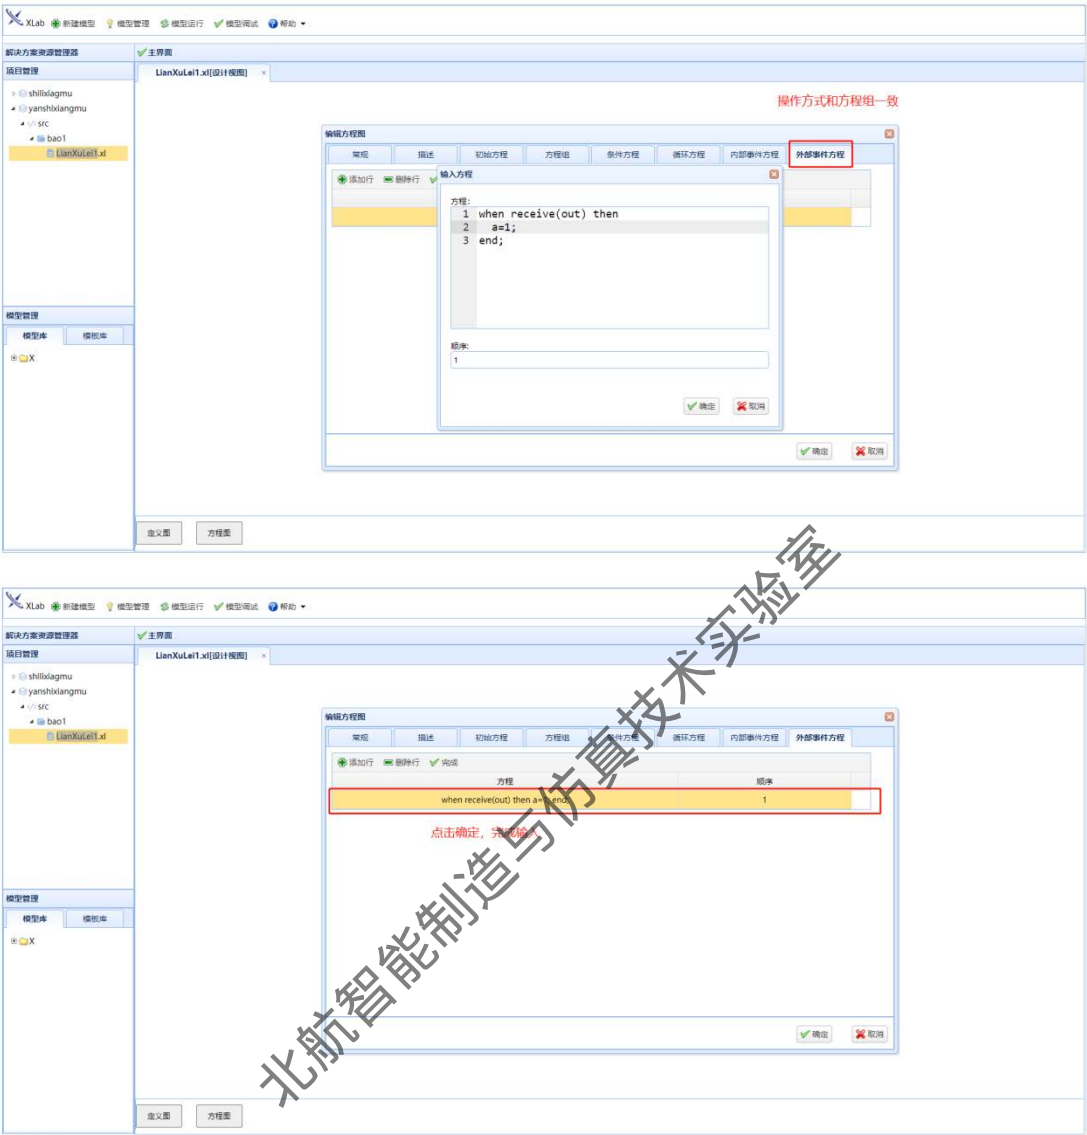 XLab 新建模型 模型管理 模型运行 模型调试 帮助
解决方案资源管理器 主界面
项目管理 LianXuLei1.xl[设计视图] ×
shilixiagmu
yanshixiangmu
src
bao1
LianXuLei1.xl
操作方式和方程组一致
编辑方程图
常规 描述 初始方程 方程组 条件方程 循环方程 内部事件方程 外部事件方程
添加行 删除行
输入方程
方程:
1 when receive(out) then
2 a=1;
3 end;
顺序:
1
确定 取消
确定 取消
模型管理
模型库 模板库
X
定义图 方程图
XLab 新建模型 模型管理 模型运行 模型调试 帮助
解决方案资源管理器 主界面
项目管理 LianXuLei1.xl[设计视图] ×
shilixiagmu
yanshixiangmu
src
bao1
LianXuLei1.xl
编辑方程图
常规 描述 初始方程 方程组 条件方程 循环方程 内部事件方程 外部事件方程
添加行 删除行 完成
方程 顺序
when receive(out) then a=1; end; 1
点击确定，完成输入
确定 取消
模型管理
模型库 模板库
X
定义图 方程图
北航智能制造与仿真技术实验室